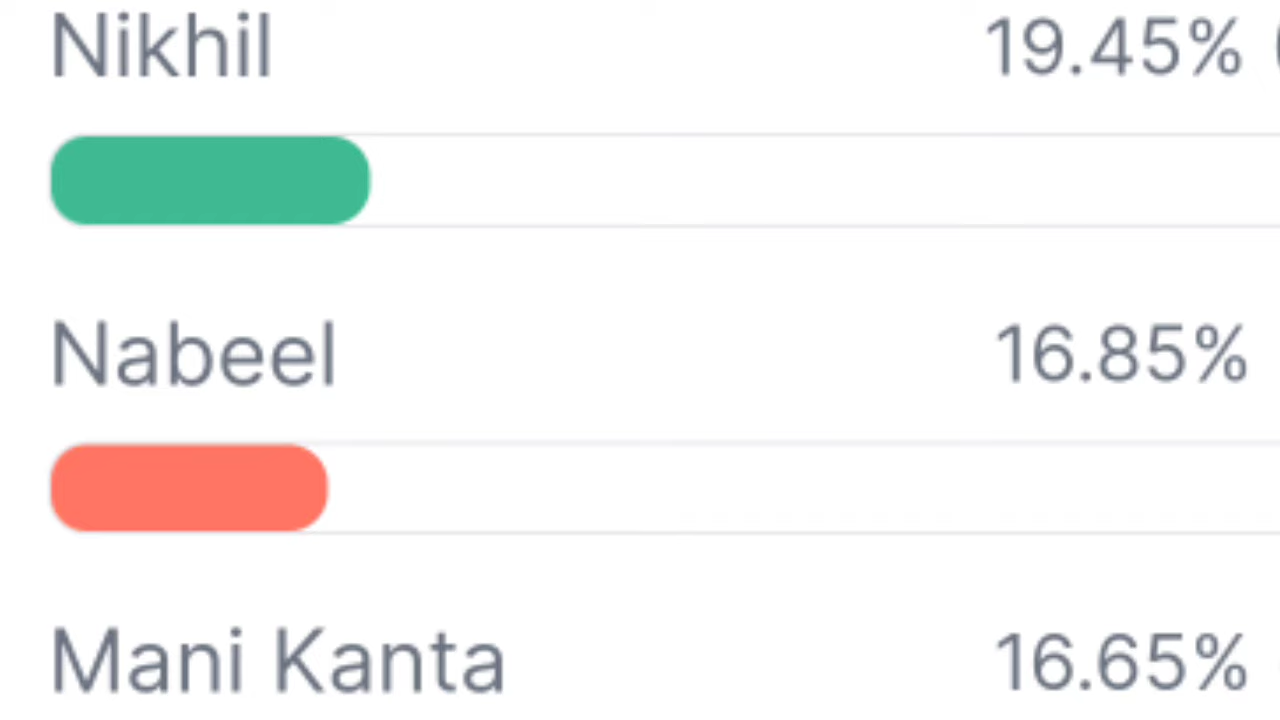 Nikhil 19.45% (
Nabeel 16.85%
Mani Kanta 16.65%